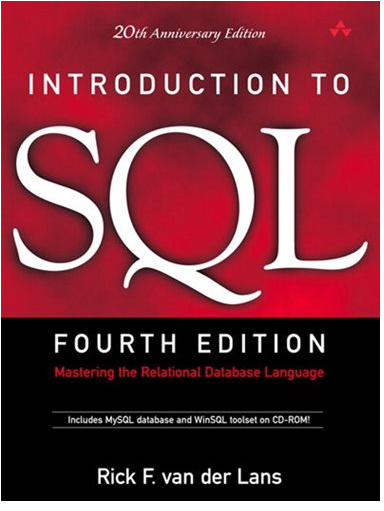 20th Anniversary Edition
INTRODUCTION TO
SQL
FOURTH EDITION
Mastering the Relational Database Language
Includes MySQL database and WinSQL toolset on CD-ROM!
Rick F. van der Lans